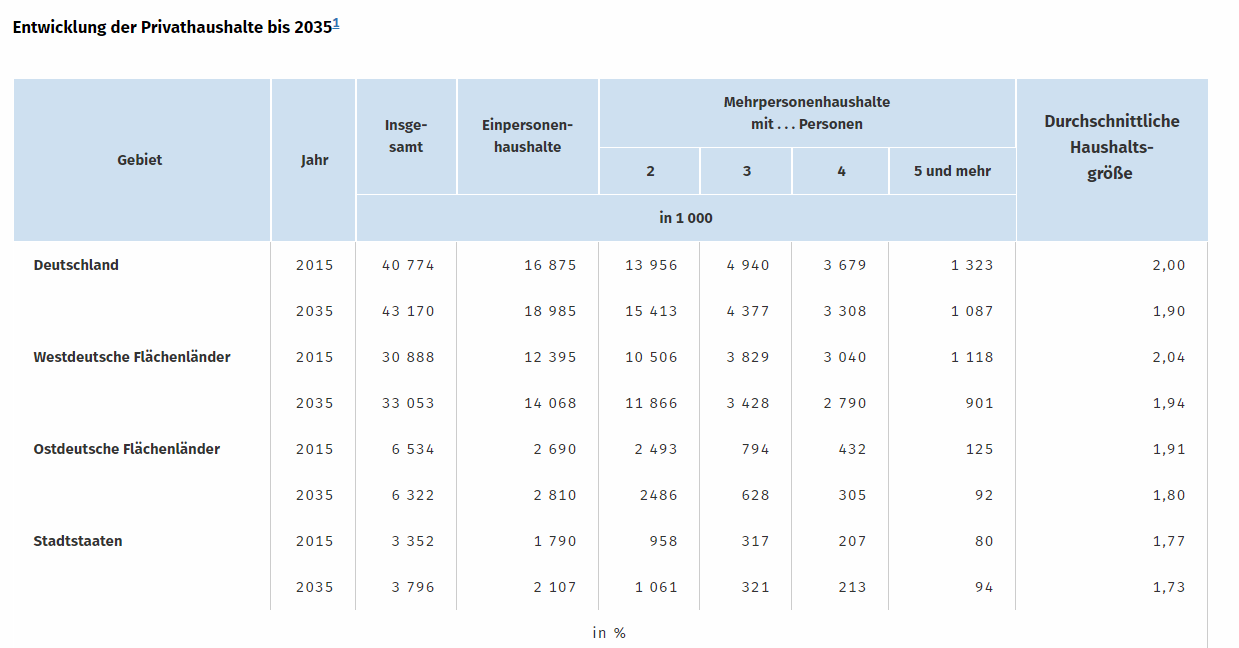 Entwicklung der Privathaushalte bis 2035¹
Gebiet
Jahr
Insge-
samt
Einpersonen-
haushalte
Mehrpersonenhaushalte
mit . . . Personen
Durchschnittliche
Haushalts-
größe
2 3 4 5 und mehr
in 1 000
Deutschland 2015 40 774 16 875 13 956 4 940 3 679 1 323 2,00
2035 43 170 18 985 15 413 4 377 3 308 1 087 1,90
Westdeutsche Flächenländer 2015 30 888 12 395 10 506 3 829 3 040 1 118 2,04
2035 33 053 14 068 11 866 3 428 2 790 901 1,94
Ostdeutsche Flächenländer 2015 6 534 2 690 2 493 794 432 125 1,91
2035 6 322 2 810 2486 628 305 92 1,80
Stadtstaaten 2015 3 352 1 790 958 317 207 80 1,77
2035 3 796 2 107 1 061 321 213 94 1,73
in %